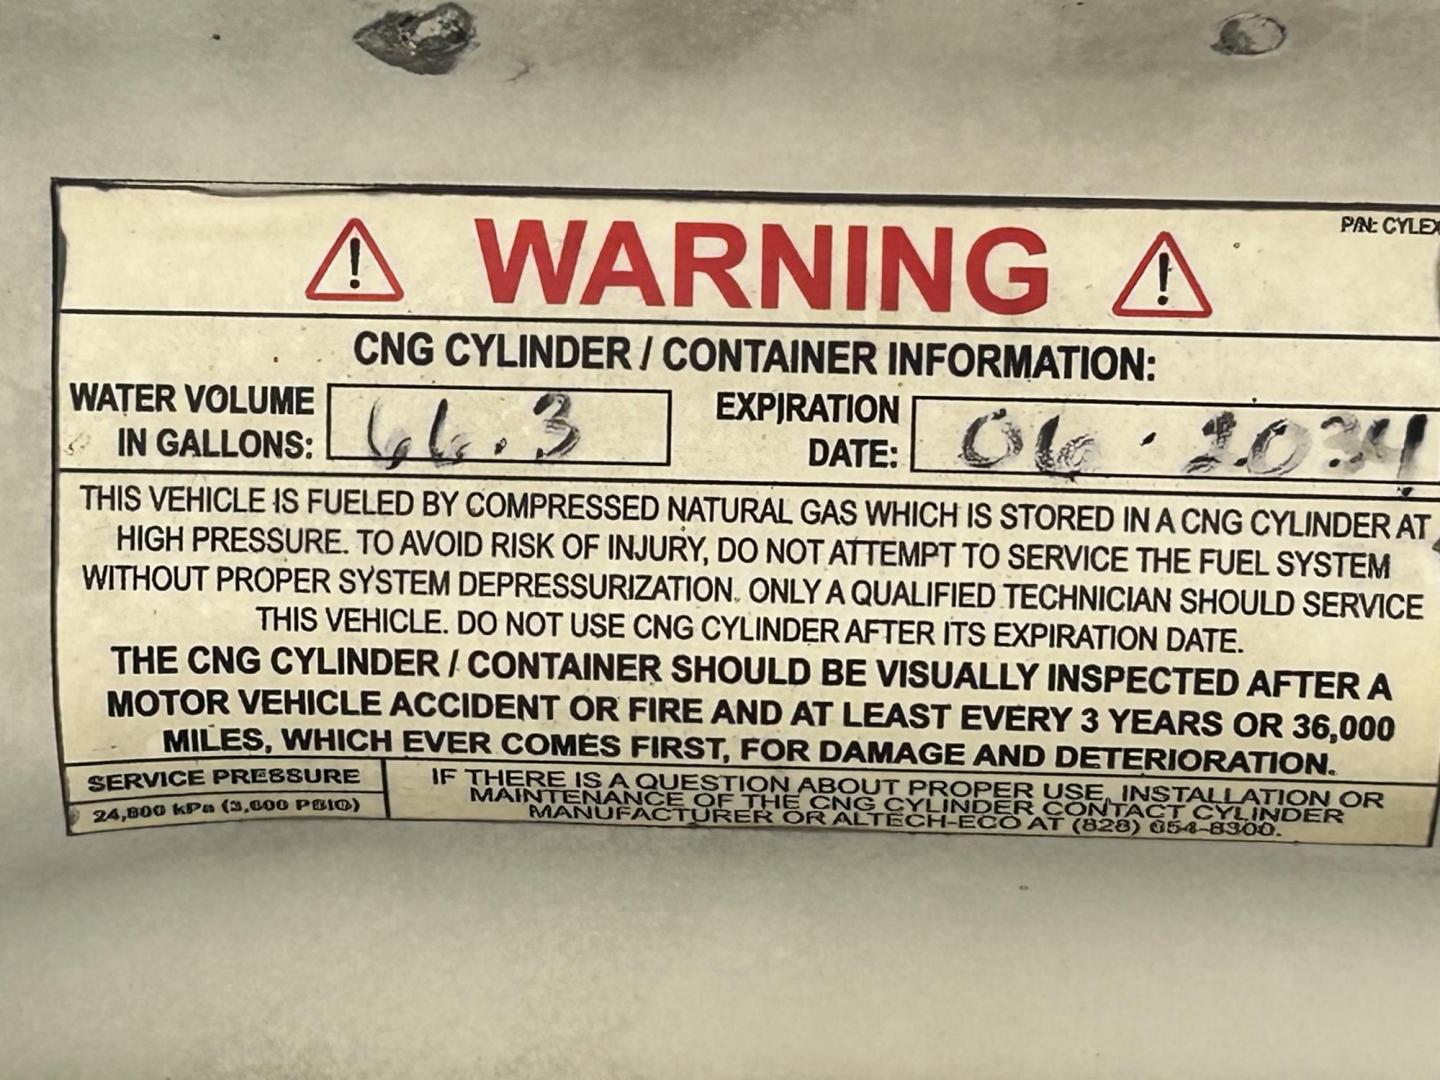 P/N: CYLEX
WARNING
CNG CYLINDER / CONTAINER INFORMATION:
WATER VOLUME
IN GALLONS:
66.3
EXPIRATION
DATE:
06 . 2034
THIS VEHICLE IS FUELED BY COMPRESSED NATURAL GAS WHICH IS STORED IN A CNG CYLINDER AT
HIGH PRESSURE. TO AVOID RISK OF INJURY, DO NOT ATTEMPT TO SERVICE THE FUEL SYSTEM
WITHOUT PROPER SYSTEM DEPRESSURIZATION. ONLY A QUALIFIED TECHNICIAN SHOULD SERVICE
THIS VEHICLE. DO NOT USE CNG CYLINDER AFTER ITS EXPIRATION DATE.
THE CNG CYLINDER / CONTAINER SHOULD BE VISUALLY INSPECTED AFTER A
MOTOR VEHICLE ACCIDENT OR FIRE AND AT LEAST EVERY 3 YEARS OR 36,000
MILES, WHICH EVER COMES FIRST, FOR DAMAGE AND DETERIORATION.
SERVICE PRESSURE
24,800 kPa (3,600 PSIG)
IF THERE IS A QUESTION ABOUT PROPER USE, INSTALLATION OR
MAINTENANCE OF THE CNG CYLINDER CONTACT CYLINDER
MANUFACTURER OR ALTECH-ECO AT (828) 654-8300.